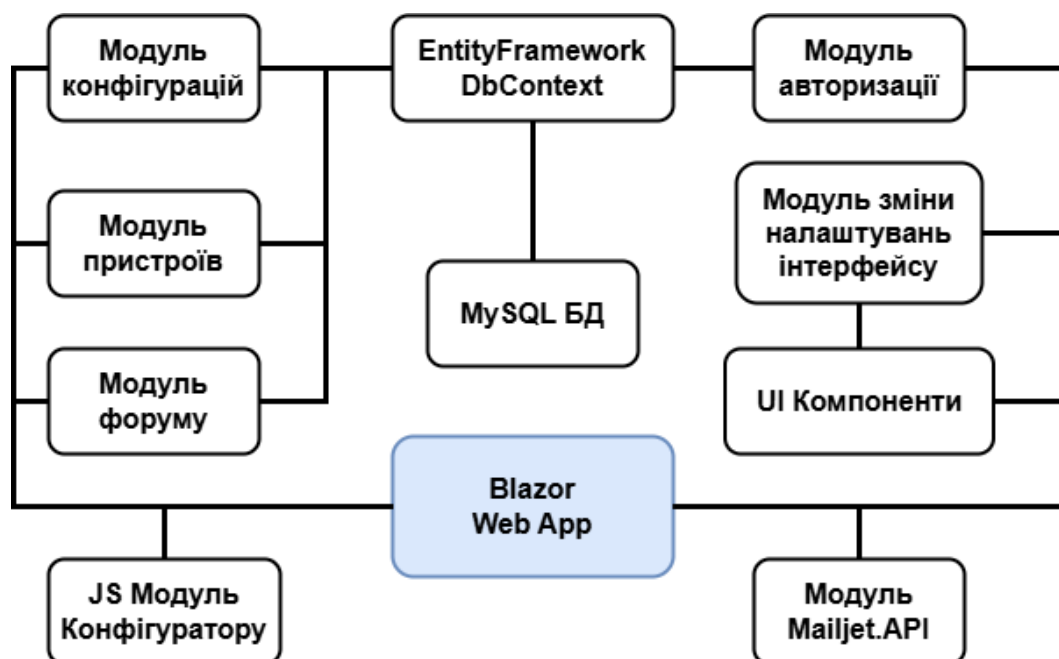 Модуль
конфігурацій
EntityFramework
DbContext
Модуль
авторизації
Модуль
пристроїв
Модуль зміни
налаштувань
інтерфейсу
MySQL БД
Модуль
форуму
UI Компоненти
Blazor
Web App
JS Модуль
Конфігуратору
Модуль
Mailjet.API